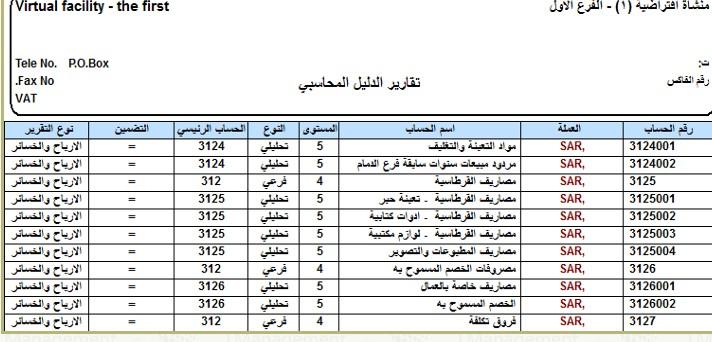 منشاة افتراضية (١) - الفرع الاول
Virtual facility - the first
ت:
Tele No. P.O.Box
رقم الفاكس
.Fax No
تقارير الدليل المحاسبي
VAT
رقم الحساب العملة اسم الحساب المستوى النوع الحساب الرئيسي التضمين نوع التقرير
3124001 SAR, مواد التعبئة والتغليف 5 تحليلي 3124 = الارباح والخسائر
3124002 SAR, مردود مبيعات سنوات سابقة فرع الدمام 5 تحليلي 3124 = الارباح والخسائر
3125 SAR, مصاريف القرطاسية 4 فرعي 312 = الارباح والخسائر
3125001 SAR, مصاريف القرطاسية - تعبئة حبر 5 تحليلي 3125 = الارباح والخسائر
3125002 SAR, مصاريف القرطاسية - ادوات كتابية 5 تحليلي 3125 = الارباح والخسائر
3125003 SAR, مصاريف القرطاسية - لوازم مكتبية 5 تحليلي 3125 = الارباح والخسائر
3125004 SAR, مصاريف المطبوعات والتصوير 5 تحليلي 3125 = الارباح والخسائر
3126 SAR, مصروفات الخصم المسموح به 4 فرعي 312 = الارباح والخسائر
3126001 SAR, مصاريف خاصة بالعمال 5 تحليلي 3126 = الارباح والخسائر
3126002 SAR, الخصم المسموح به 5 تحليلي 3126 = الارباح والخسائر
3127 SAR, فروق تكلفة 4 فرعي 312 = الارباح والخسائر